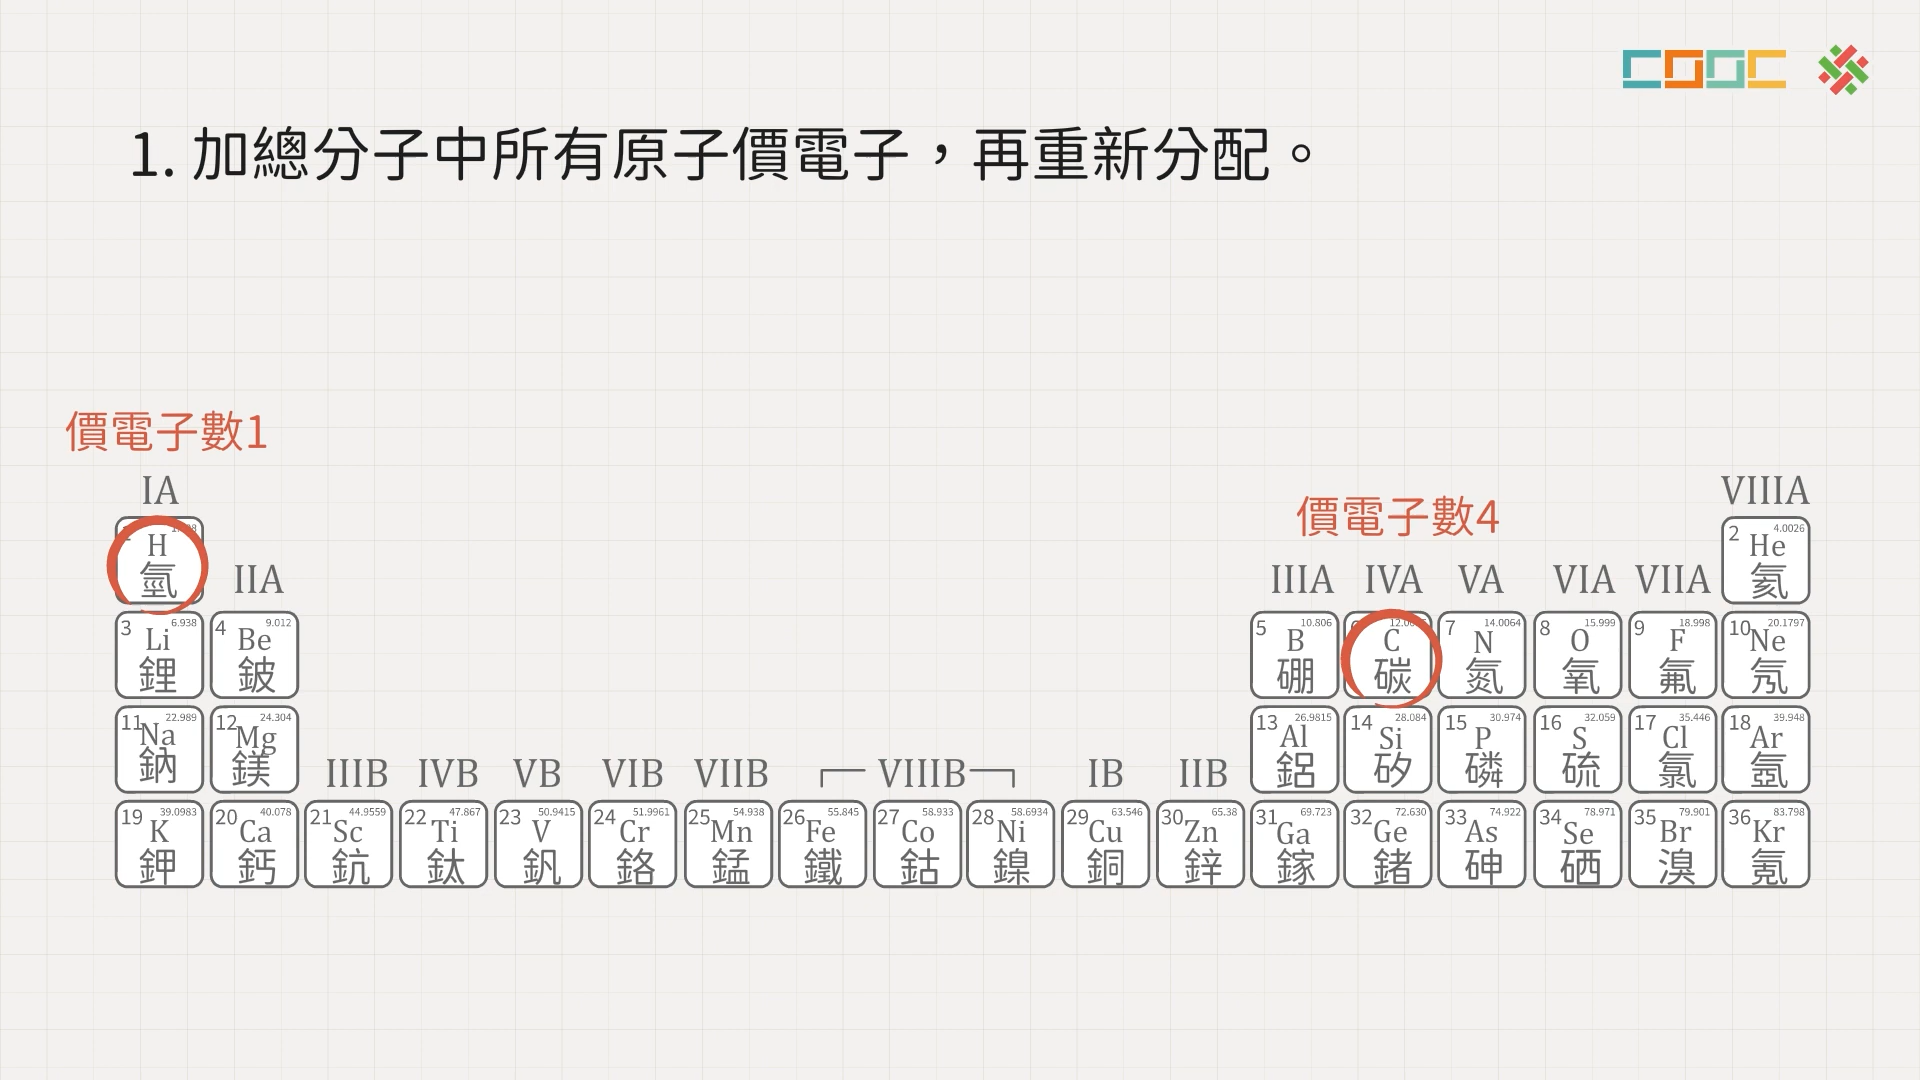 COOC
1. 加總分子中所有原子價電子，再重新分配。
價電子數1
IA
VIIIA
價電子數4
H
氫
2 4.0026
He
氦
IIA
IIIA IVA VA VIA VIIA
3 6.938
Li
鋰
4 9.012
Be
鈹
5 10.806
B
硼
C
碳
7 14.0064
N
氮
8 15.999
O
氧
9 18.998
F
氟
10 20.1797
Ne
氖
11 22.989
Na
鈉
12 24.304
Mg
鎂
13 26.9815
Al
鋁
14 28.084
Si
矽
15 30.974
P
磷
16 32.059
S
硫
17 35.446
Cl
氯
18 39.948
Ar
氬
IIIB IVB VB VIB VIIB VIIIB IB IIB
19 39.0983
K
鉀
20 40.078
Ca
鈣
21 44.9559
Sc
鈧
22 47.867
Ti
鈦
23 50.9415
V
釩
24 51.9961
Cr
鉻
25 54.938
Mn
錳
26 55.845
Fe
鐵
27 58.933
Co
鈷
28 58.6934
Ni
鎳
29 63.546
Cu
銅
30 65.38
Zn
鋅
31 69.723
Ga
鎵
32 72.630
Ge
鍺
33 74.922
As
砷
34 78.971
Se
硒
35 79.901
Br
溴
36 83.798
Kr
氪